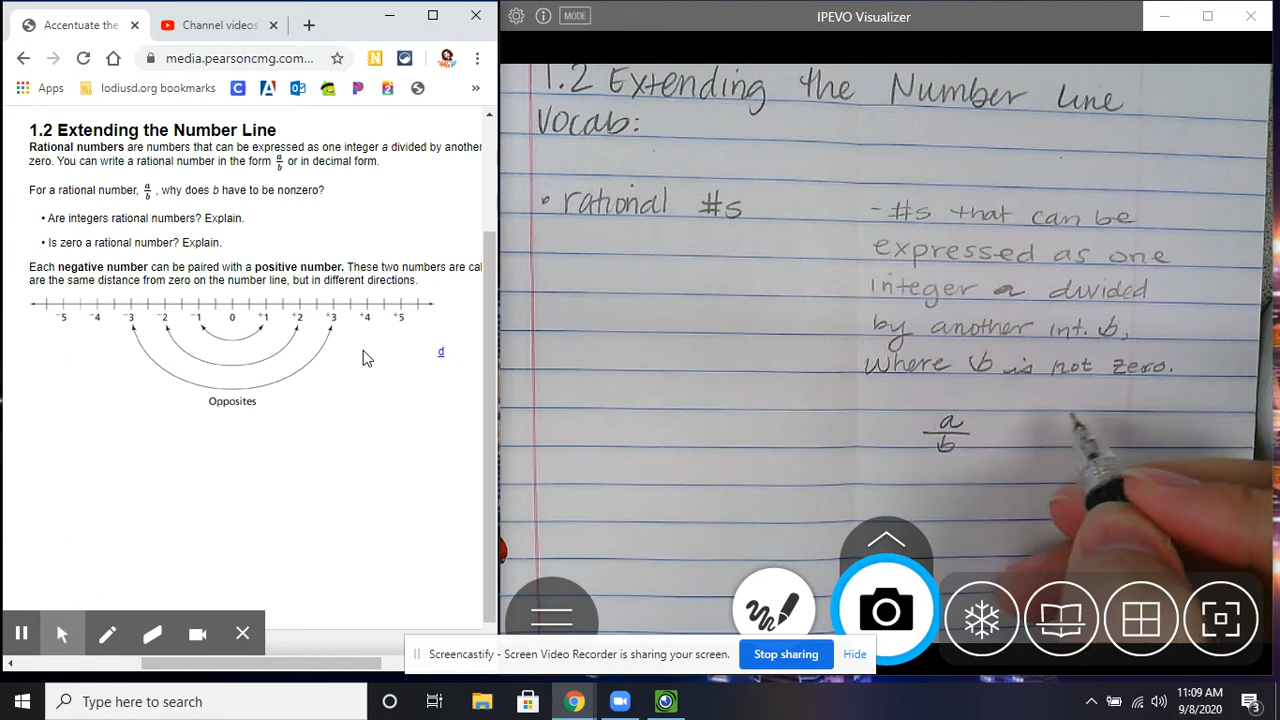 Accentuate the
Channel videos
media.pearsoncmg.com...
Apps
lodiusd.org bookmarks
»
1.2 Extending the Number Line
Rational numbers are numbers that can be expressed as one integer a divided by another
zero. You can write a rational number in the form a/b or in decimal form.
For a rational number, a/b , why does b have to be nonzero?
• Are integers rational numbers? Explain.
• Is zero a rational number? Explain.
Each negative number can be paired with a positive number. These two numbers are cal
are the same distance from zero on the number line, but in different directions.
⁻5 ⁻4 ⁻3 ⁻2 ⁻1 0 ⁺1 ⁺2 ⁺3 ⁺4 ⁺5
d
Opposites
MODE
IPEVO Visualizer
1.2 Extending the Number Line
Vocab:
• rational #s
- #s that can be
expressed as one
integer a divided
by another int. b,
where b is not zero.
a
b
Screencastify - Screen Video Recorder is sharing your screen.
Stop sharing
Hide
Type here to search
11:09 AM
9/8/2020
3